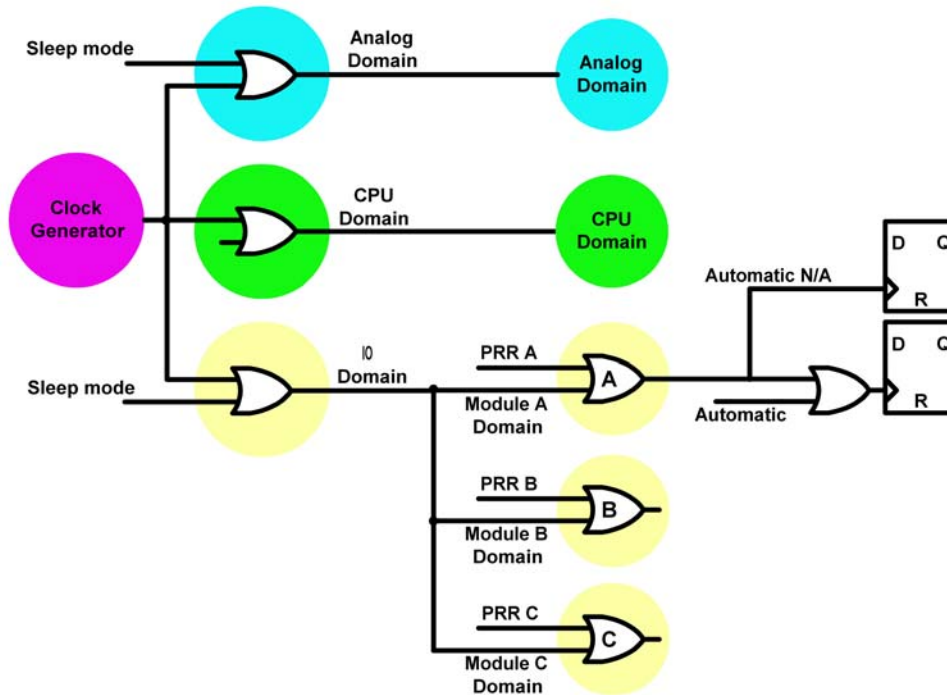 Sleep mode
Analog
Domain
Analog
Domain
Clock
Generator
CPU
Domain
CPU
Domain
Automatic N/A
D Q
R
IO
Domain
Sleep mode
PRR A
A
Module A
Domain
Automatic
D Q
R
PRR B
B
Module B
Domain
PRR C
C
Module C
Domain